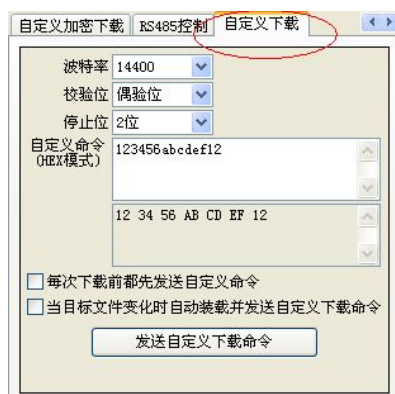 自定义加密下载 RS485控制 自定义下载
波特率 14400
校验位 偶验位
停止位 2位
自定义命令 123456abcdef12
(HEX模式)
12 34 56 AB CD EF 12
每次下载前都先发送自定义命令
当目标文件变化时自动装载并发送自定义下载命令
发送自定义下载命令